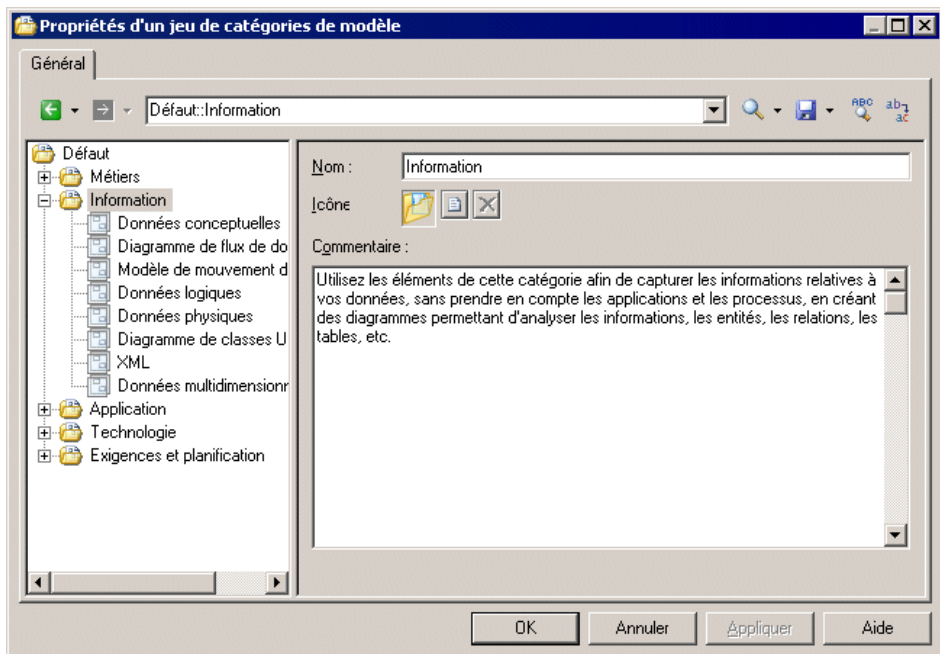 Propriétés d'un jeu de catégories de modèle
Général
Défaut::Information
ABC
ab
ac
Défaut
Métiers
Information
Données conceptuelles
Diagramme de flux de do
Modèle de mouvement d
Données logiques
Données physiques
Diagramme de classes U
XML
Données multidimensionr
Application
Technologie
Exigences et planification
Nom : Information
Icône
Commentaire :
Utilisez les éléments de cette catégorie afin de capturer les informations relatives à
vos données, sans prendre en compte les applications et les processus, en créant
des diagrammes permettant d'analyser les informations, les entités, les relations, les
tables, etc.
OK Annuler Appliquer Aide